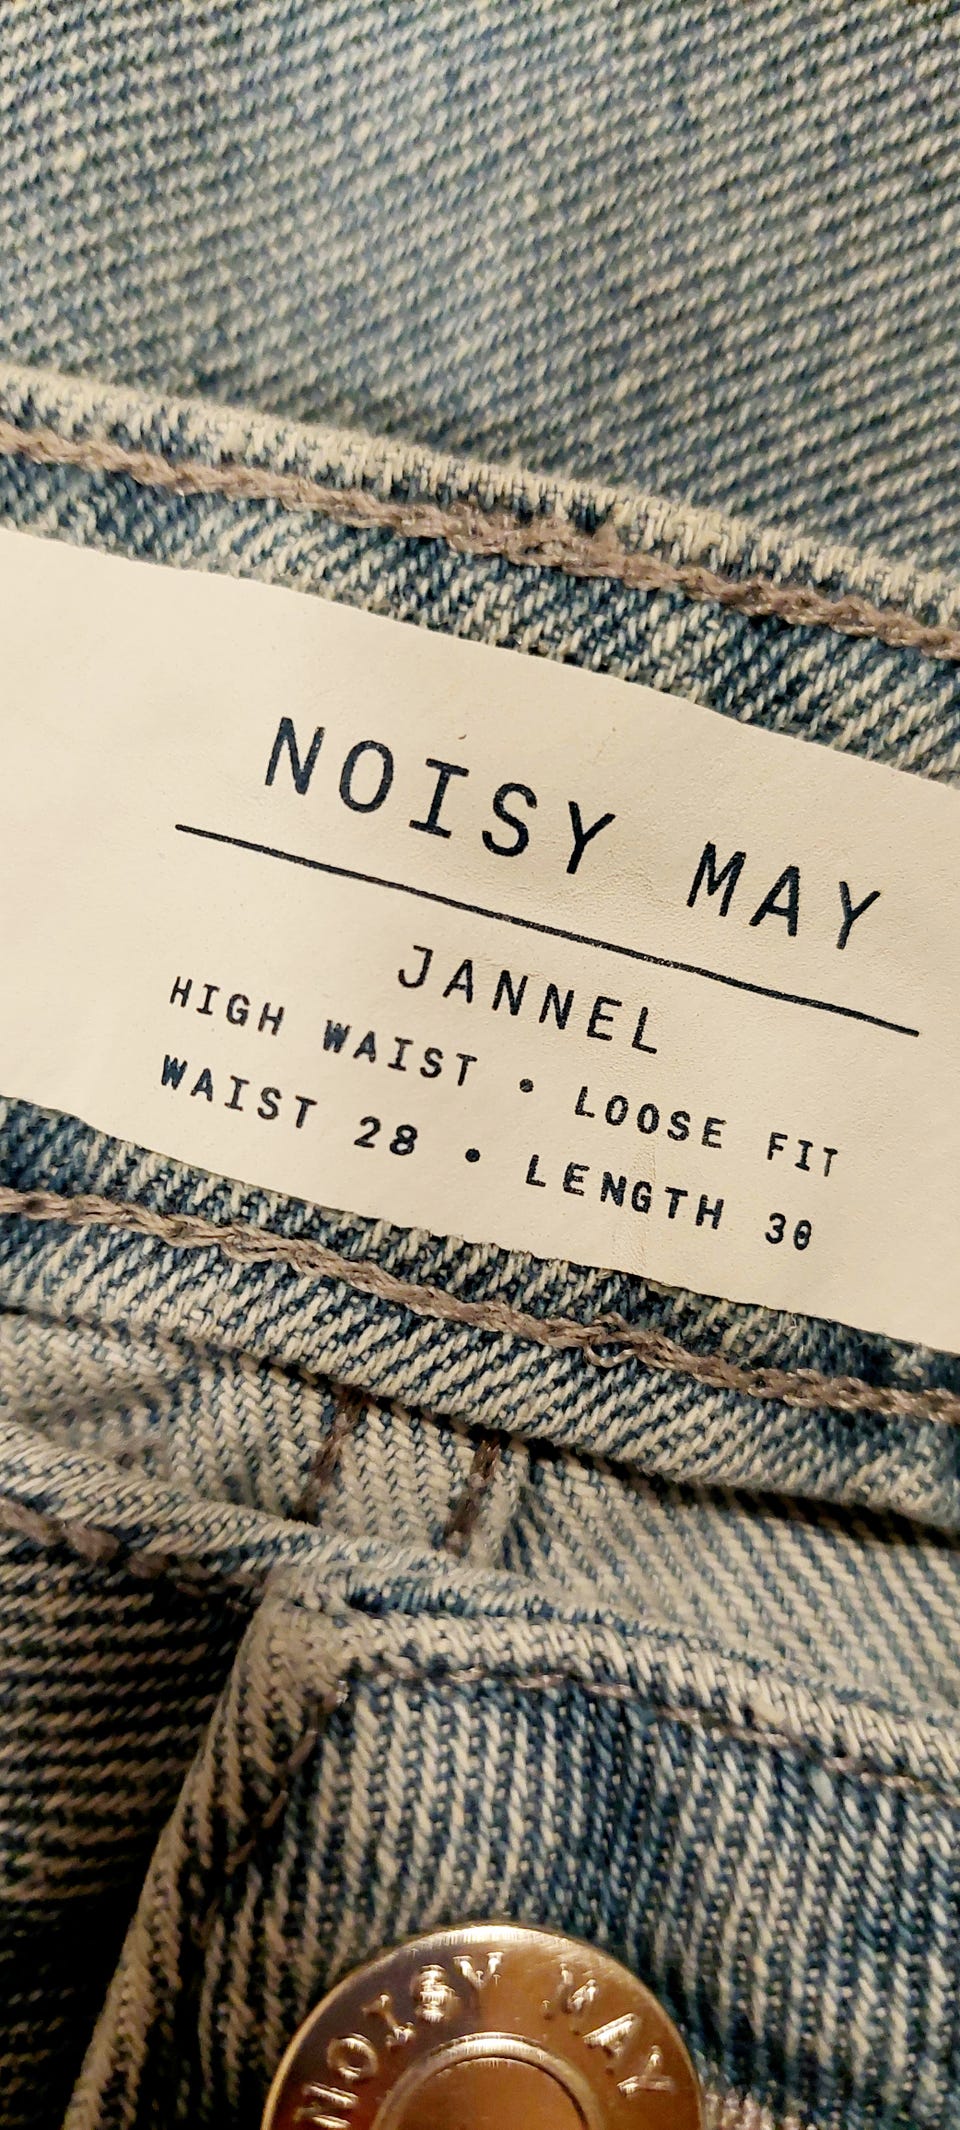 NOISY MAY
JANNEL
HIGH WAIST • LOOSE FIT
WAIST 28 • LENGTH 30
NOISY MAY